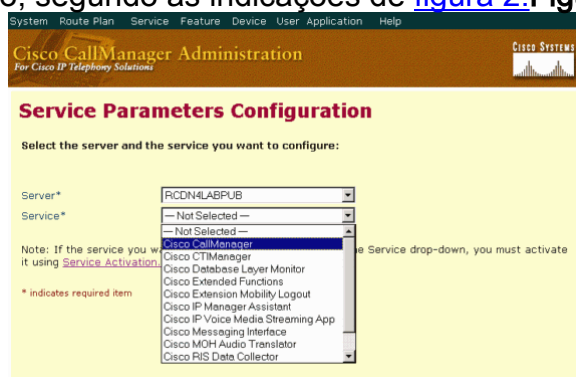 o, segundo as indicações de figura 2.Figu
System Route Plan Service Feature Device User Application Help
Cisco CallManager Administration
For Cisco IP Telephony Solutions
CISCO SYSTEMS
Service Parameters Configuration
Select the server and the service you want to configure:
Server* RCDN4LABPUB
Service* — Not Selected —
— Not Selected —
Cisco CallManager
Cisco CTIManager
Cisco Database Layer Monitor
Cisco Extended Functions
Cisco Extension Mobility Logout
Cisco IP Manager Assistant
Cisco IP Voice Media Streaming App
Cisco Messaging Interface
Cisco MOH Audio Translator
Cisco RIS Data Collector
Note: If the service you w e Service drop-down, you must activate
it using Service Activation.
* indicates required item